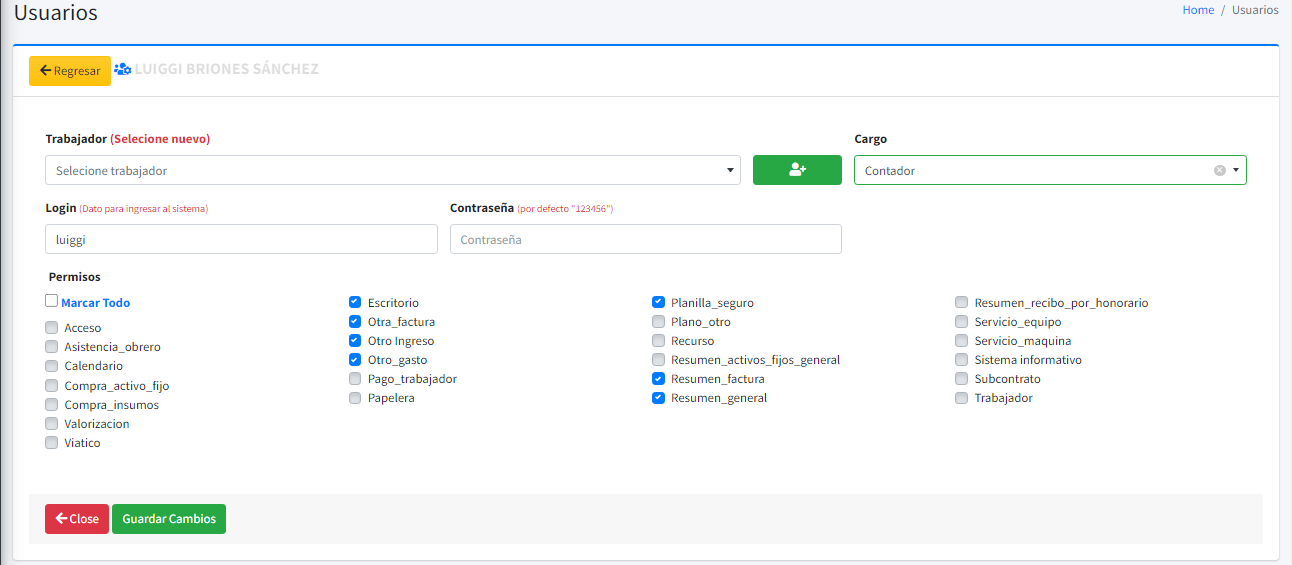 Usuarios
Home / Usuarios
Regresar LUIGGI BRIONES SÁNCHEZ
Trabajador (Selecione nuevo)
Cargo
Selecione trabajador
Contador
Login (Dato para ingresar al sistema)
Contraseña (por defecto "123456")
luiggi
Contraseña
Permisos
Marcar Todo
Acceso
Asistencia_obrero
Calendario
Compra_activo_fijo
Compra_insumos
Valorizacion
Viatico
Escritorio
Otra_factura
Otro Ingreso
Otro_gasto
Pago_trabajador
Papelera
Planilla_seguro
Plano_otro
Recurso
Resumen_activos_fijos_general
Resumen_factura
Resumen_general
Resumen_recibo_por_honorario
Servicio_equipo
Servicio_maquina
Sistema informativo
Subcontrato
Trabajador
Close
Guardar Cambios